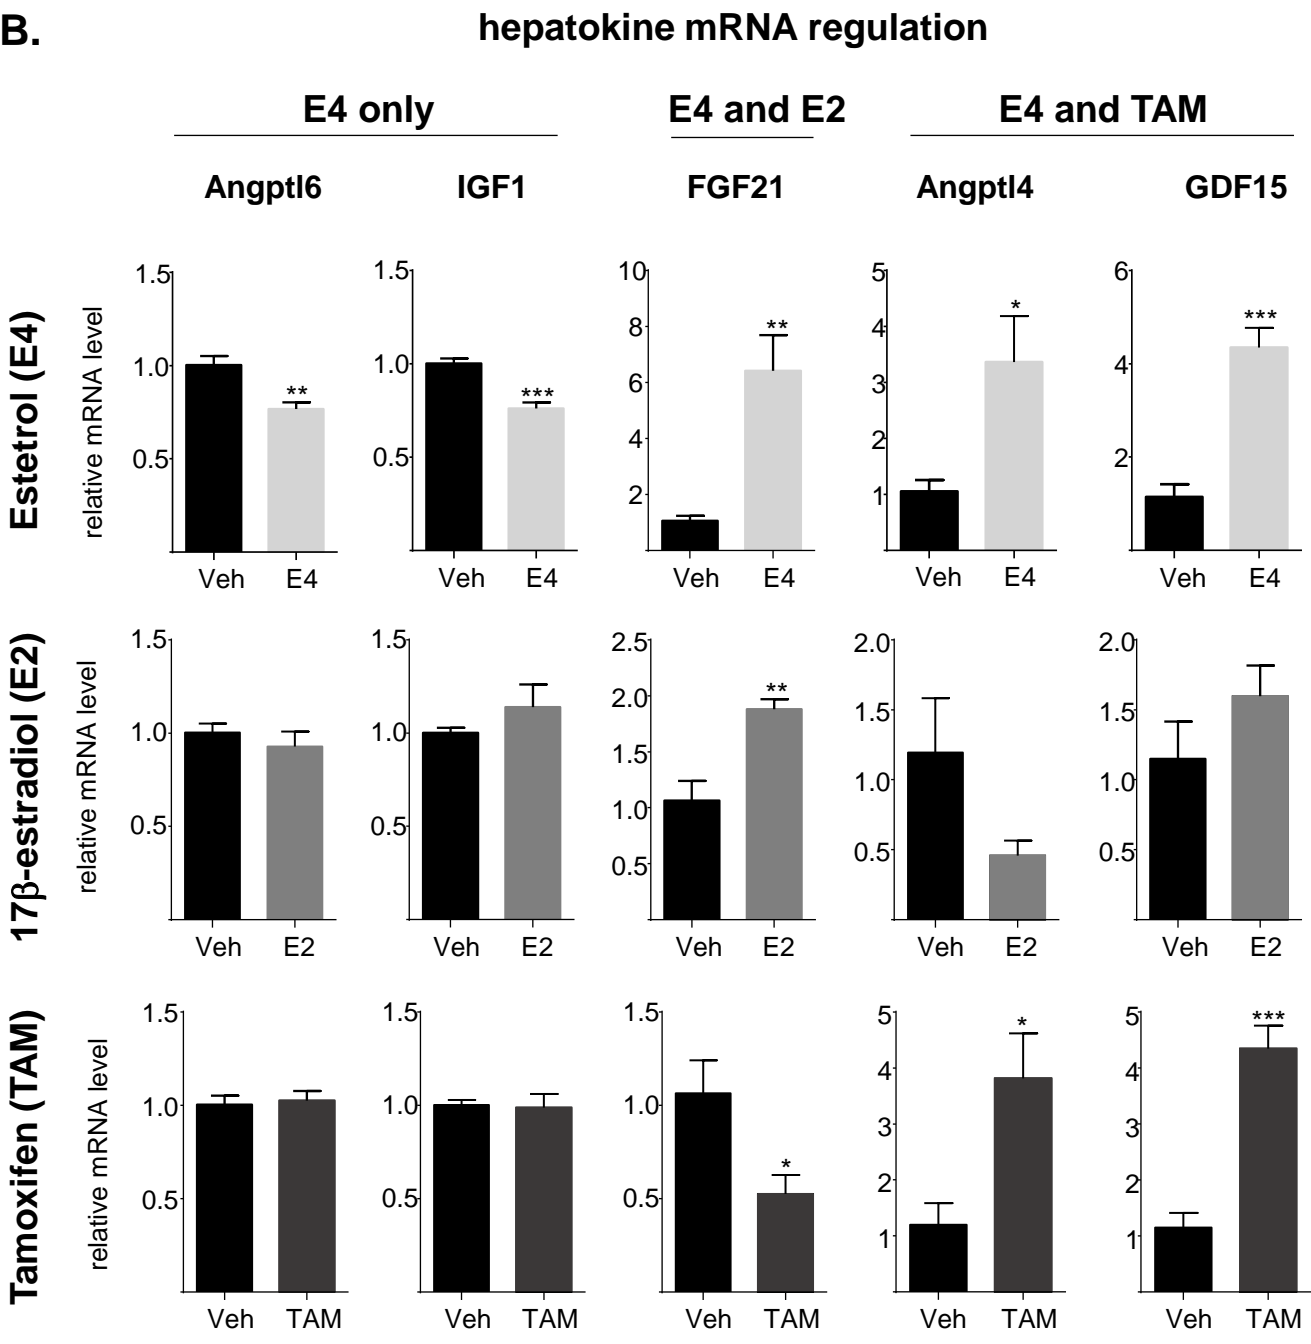 B.
hepatokine mRNA regulation
E4 only
E4 and E2
E4 and TAM
Angptl6
IGF1
FGF21
Angptl4
GDF15
Estetrol (E4)
relative mRNA level
1.5
1.0
0.5
**
Veh E4
1.5
1.0
0.5
***
Veh E4
10
8
6
4
2
**
Veh E4
5
4
3
2
1
*
Veh E4
6
4
2
***
Veh E4
17β-estradiol (E2)
relative mRNA level
1.5
1.0
0.5
Veh E2
1.5
1.0
0.5
Veh E2
2.5
2.0
1.5
1.0
0.5
**
Veh E2
2.0
1.5
1.0
0.5
Veh E2
2.0
1.5
1.0
0.5
Veh E2
Tamoxifen (TAM)
relative mRNA level
1.5
1.0
0.5
Veh TAM
1.5
1.0
0.5
Veh TAM
1.5
1.0
0.5
*
Veh TAM
5
4
3
2
1
*
Veh TAM
5
4
3
2
1
***
Veh TAM